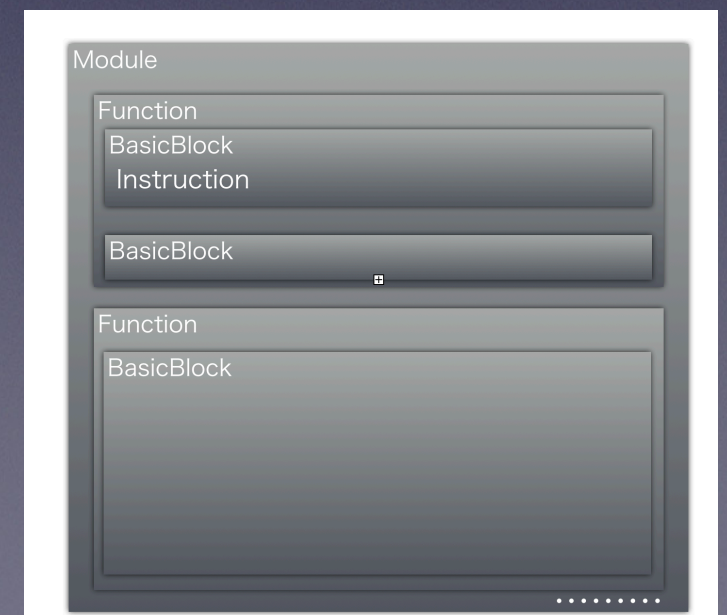 Module
Function
BasicBlock
Instruction
BasicBlock
Function
BasicBlock
.........